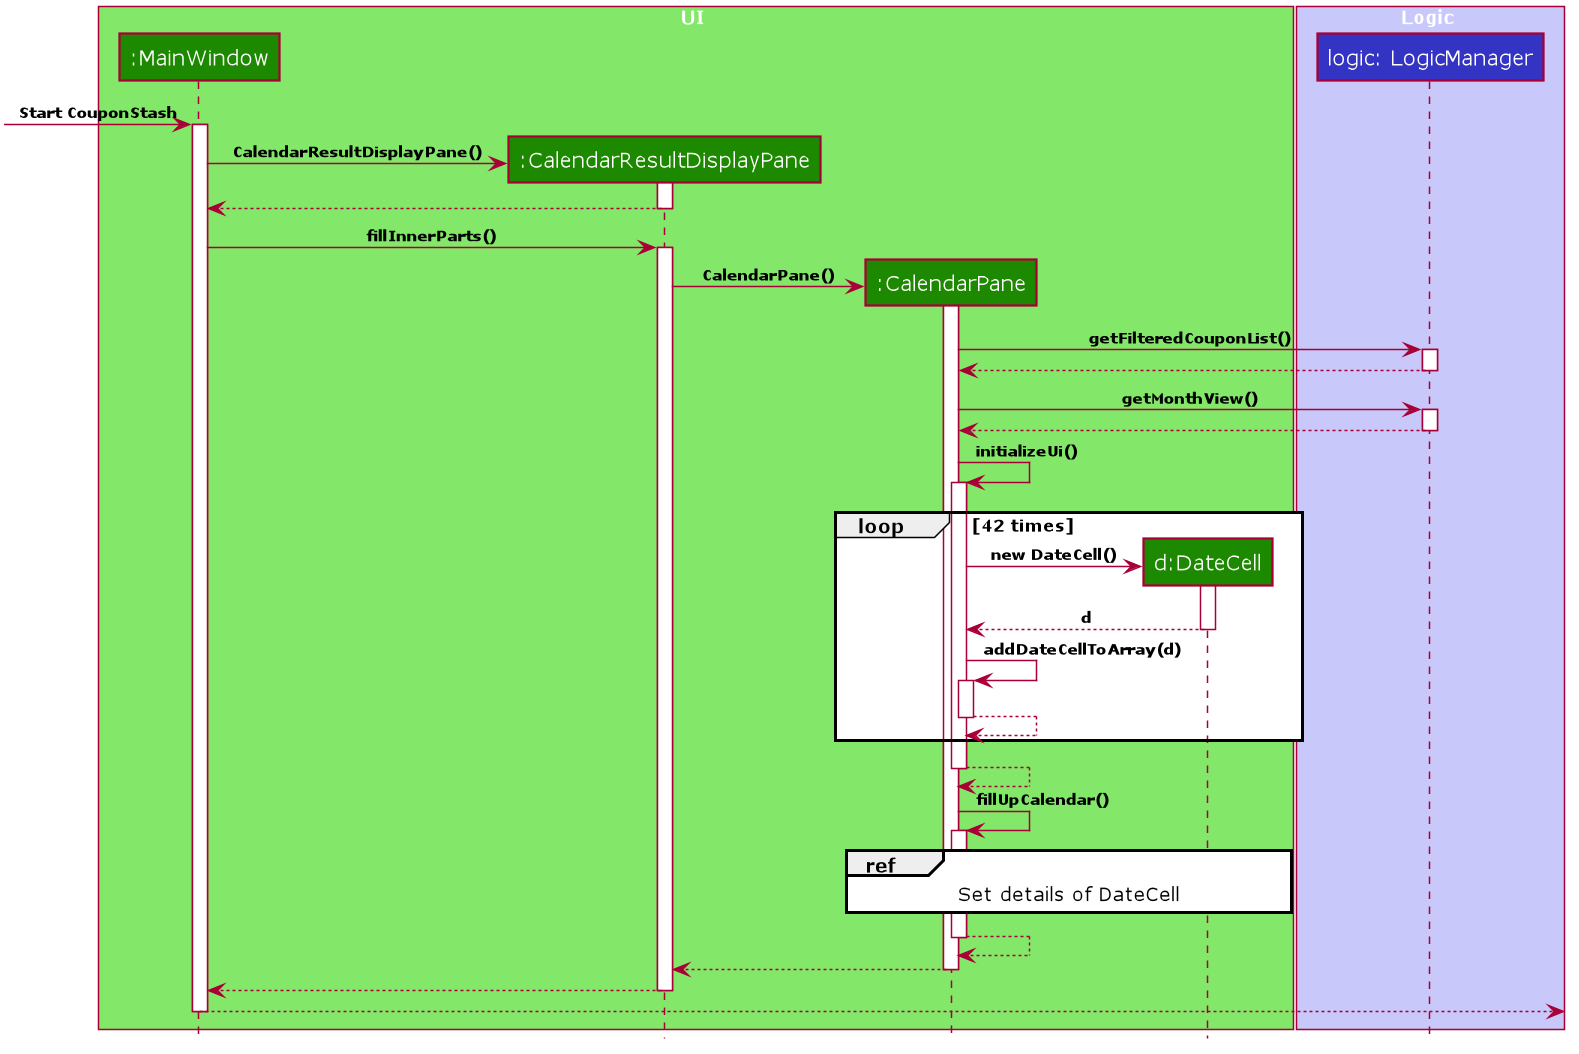 UI
Logic
:MainWindow
logic: LogicManager
Start CouponStash
CalendarResultDisplayPane()
:CalendarResultDisplayPane
fillInnerParts()
CalendarPane()
:CalendarPane
getFilteredCouponList()
getMonthView()
initializeUi()
loop
[42 times]
new DateCell()
d:DateCell
d
addDateCellToArray(d)
fillUpCalendar()
ref
Set details of DateCell